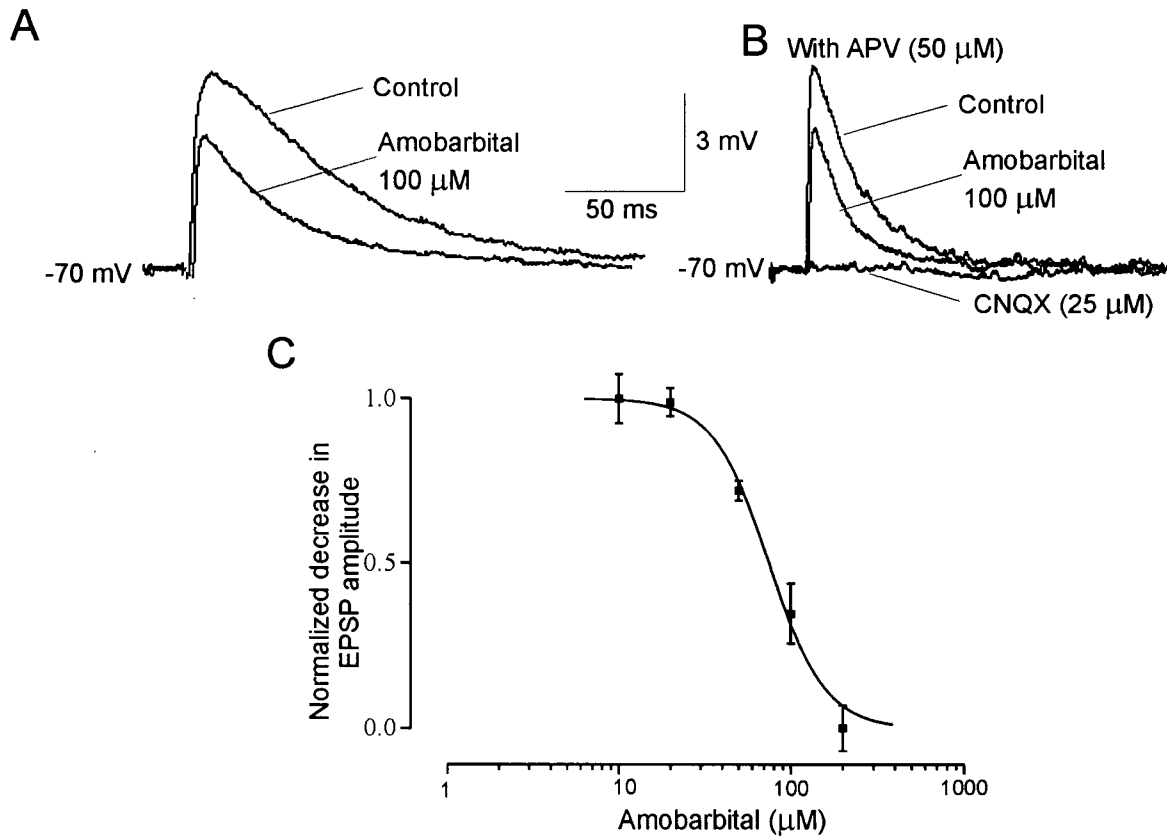 A
Control
Amobarbital
100 μM
-70 mV
3 mV
50 ms
B
With APV (50 μM)
Control
Amobarbital
100 μM
-70 mV
CNQX (25 μM)
C
Normalized decrease in
EPSP amplitude
1.0
0.5
0.0
1
10
100
1000
Amobarbital (μM)